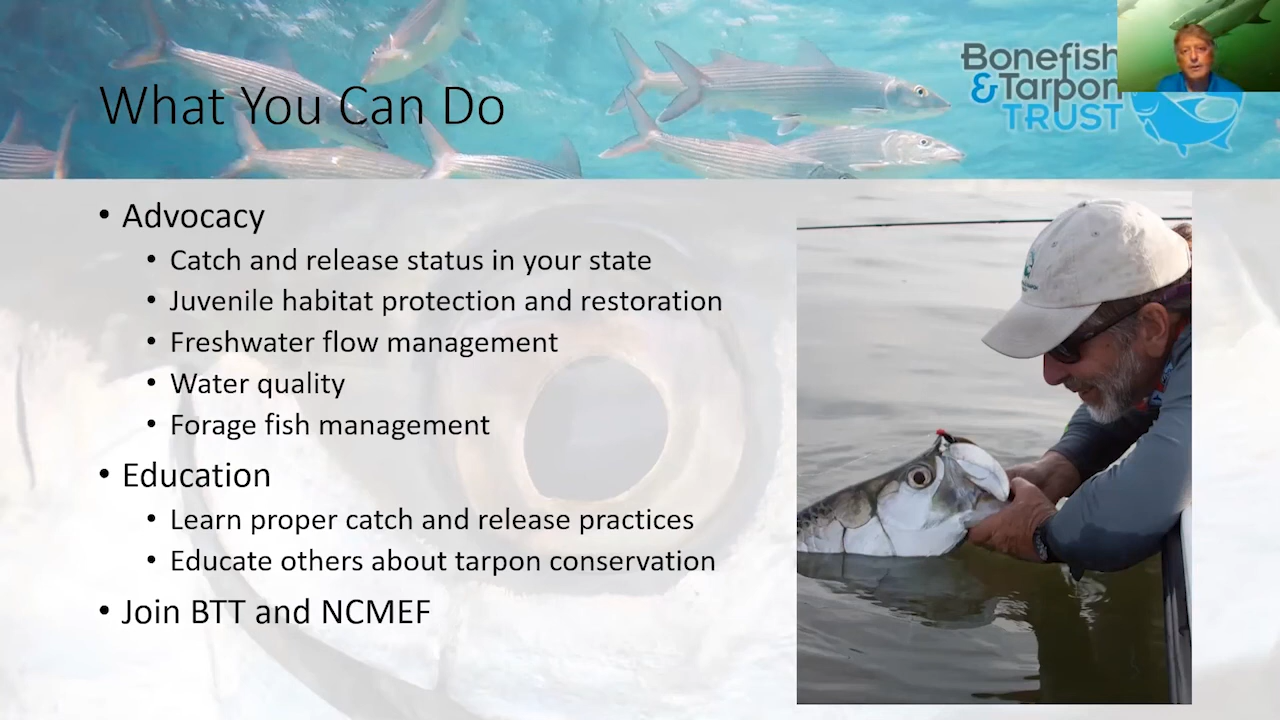 What You Can Do
Bonefish
& Tarpon
TRUST
• Advocacy
• Catch and release status in your state
• Juvenile habitat protection and restoration
• Freshwater flow management
• Water quality
• Forage fish management
• Education
• Learn proper catch and release practices
• Educate others about tarpon conservation
• Join BTT and NCMEF